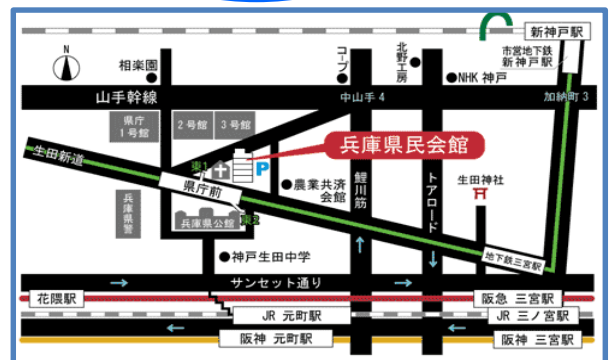 新神戸駅
市営地下鉄
新神戸駅
N
相楽園
コープ
北野工房
NHK 神戸
山手幹線
中山手 4
加納町 3
県庁
1号館
2号館
3号館
兵庫県民会館
生田新道
東1
P
県庁前
農業共済
会館
鯉川筋
トアロード
生田神社
兵庫県警
兵庫県公館
東2
神戸生田中学
地下鉄三宮駅
サンセット通り
花隈駅
阪急 三宮駅
JR 元町駅
JR 三ノ宮駅
阪神 元町駅
阪神 三宮駅